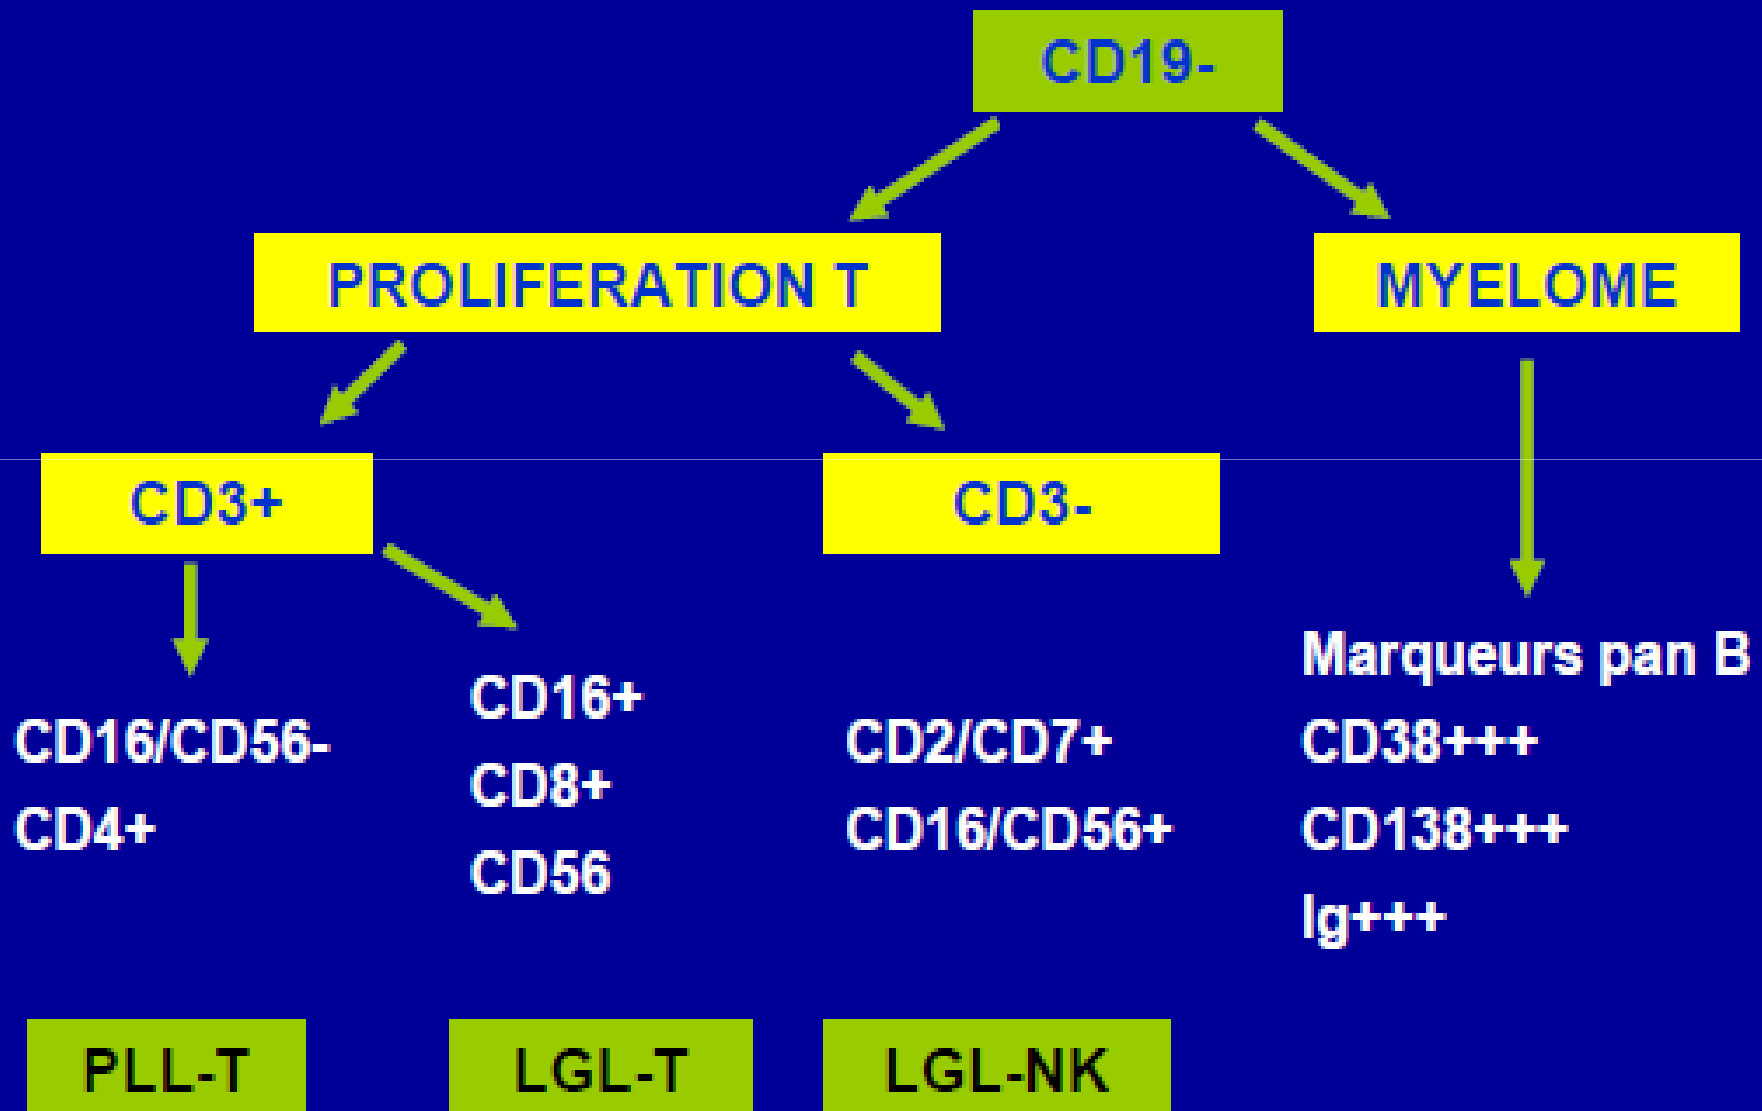 CD19-
PROLIFERATION T
MYELOME
CD3+
CD3-
CD16/CD56-
CD4+
CD16+
CD8+
CD56
CD2/CD7+
CD16/CD56+
Marqueurs pan B
CD38+++
CD138+++
Ig+++
PLL-T
LGL-T
LGL-NK